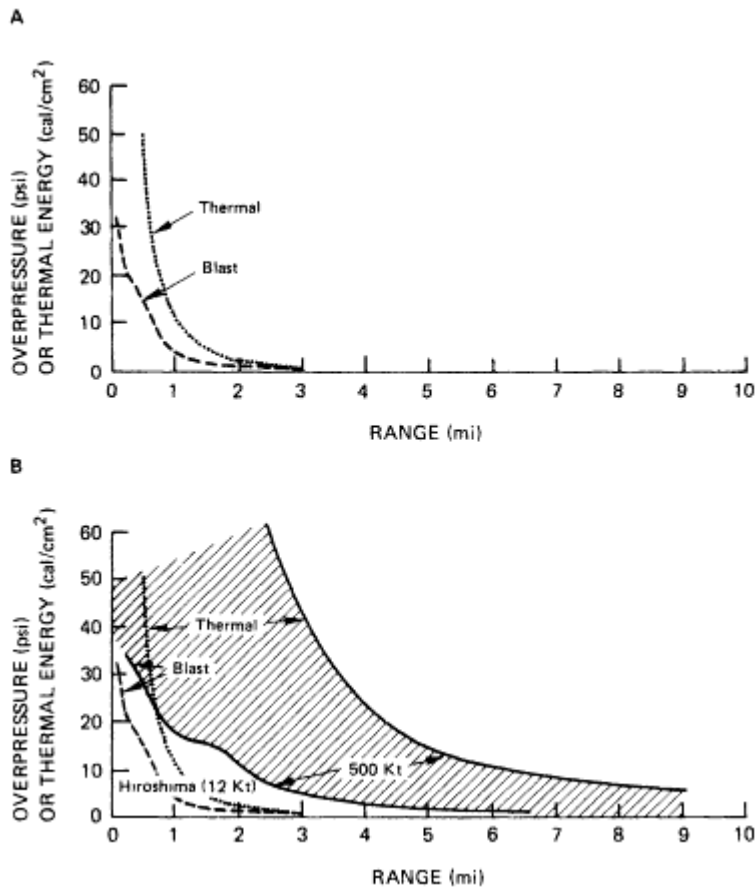 A
OVERPRESSURE (psi)
OR THERMAL ENERGY (cal/cm²)
60
50
40
30
20
10
0
Thermal
Blast
0 1 2 3 4 5 6 7 8 9 10
RANGE (mi)
B
OVERPRESSURE (psi)
OR THERMAL ENERGY (cal/cm²)
60
50
40
30
20
10
0
Thermal
Blast
500 Kt
Hiroshima (12 Kt)
0 1 2 3 4 5 6 7 8 9 10
RANGE (mi)